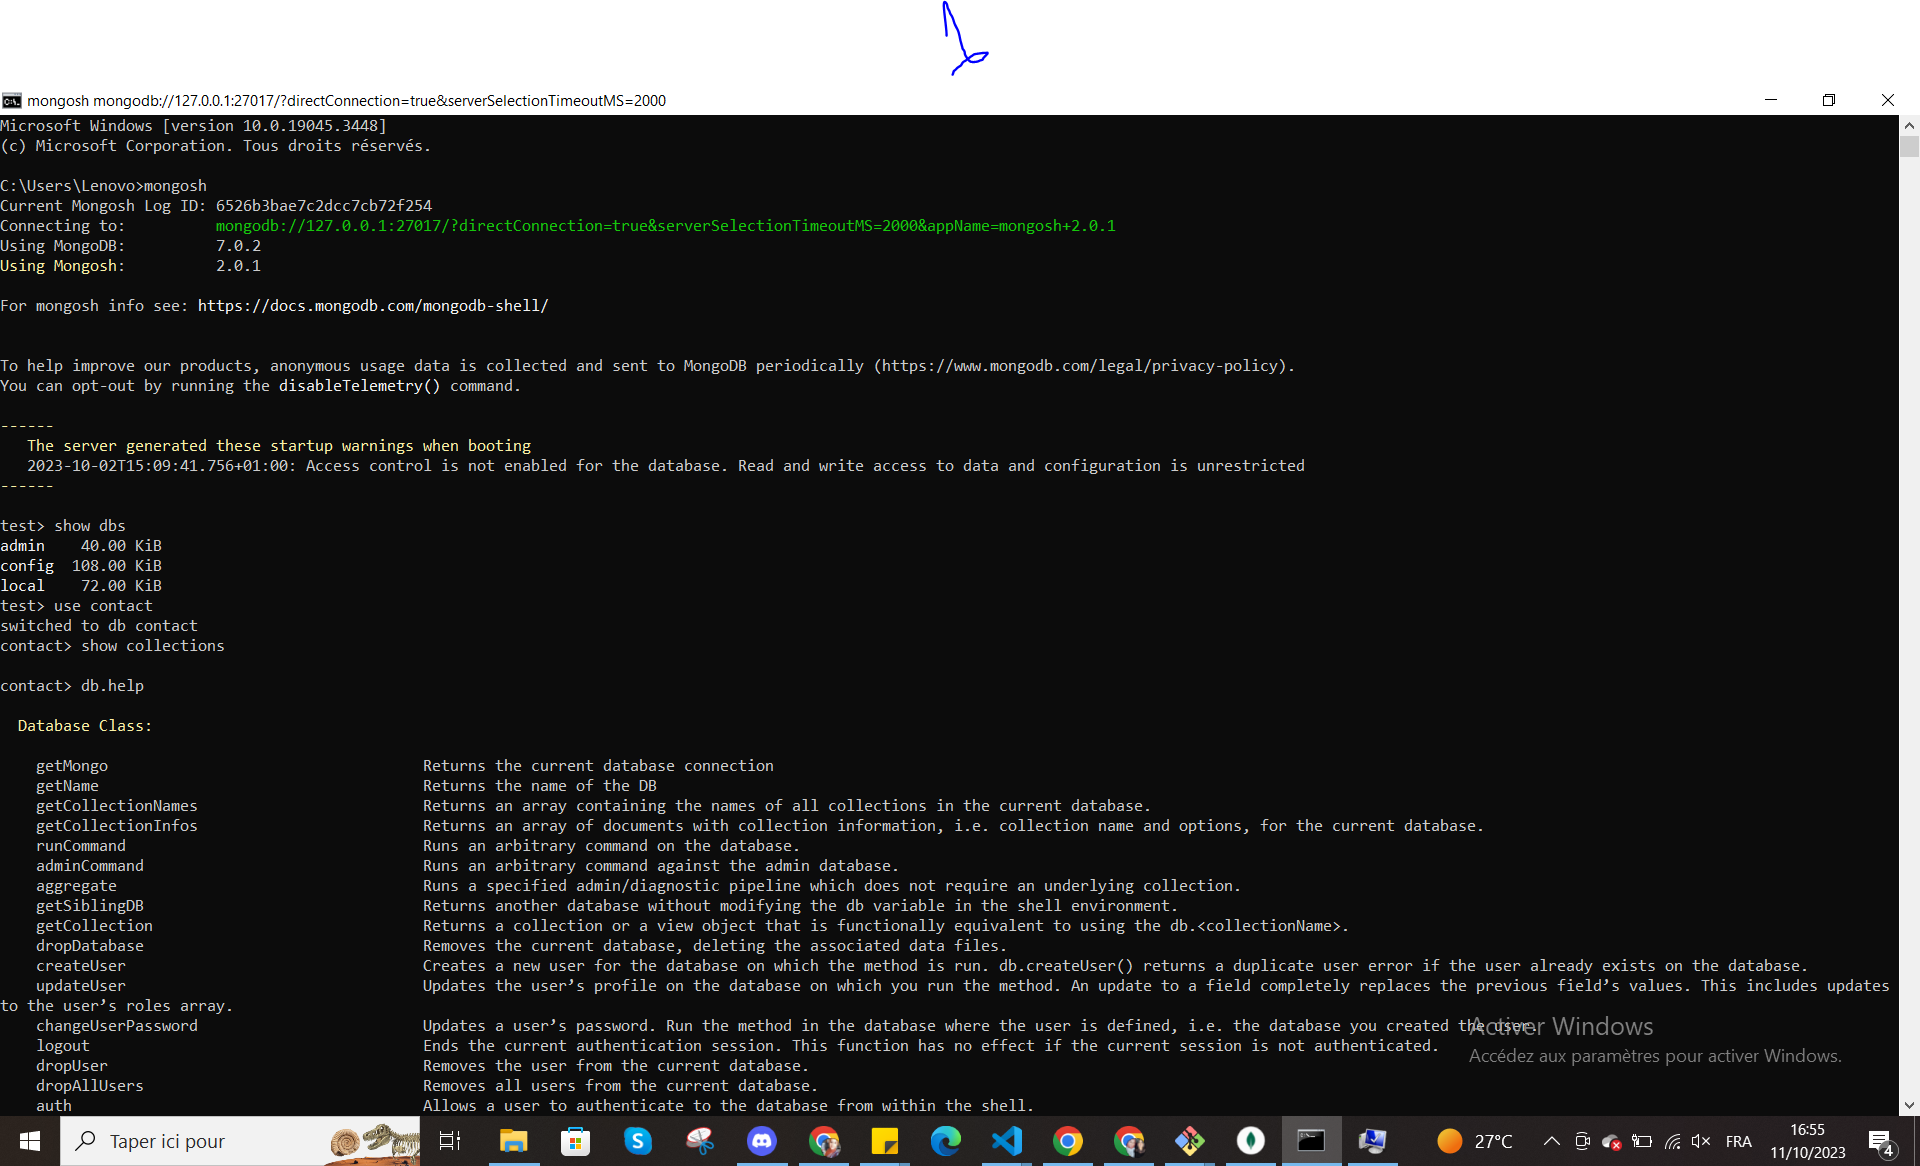 mongosh mongodb://127.0.0.1:27017/?directConnection=true&serverSelectionTimeoutMS=2000
Microsoft Windows [version 10.0.19045.3448]
(c) Microsoft Corporation. Tous droits réservés.
C:\Users\Lenovo>mongosh
Current Mongosh Log ID: 6526b3bae7c2dcc7cb72f254
Connecting to: mongodb://127.0.0.1:27017/?directConnection=true&serverSelectionTimeoutMS=2000&appName=mongosh+2.0.1
Using MongoDB: 7.0.2
Using Mongosh: 2.0.1
For mongosh info see: https://docs.mongodb.com/mongodb-shell/
To help improve our products, anonymous usage data is collected and sent to MongoDB periodically (https://www.mongodb.com/legal/privacy-policy).
You can opt-out by running the disableTelemetry() command.
------
The server generated these startup warnings when booting
2023-10-02T15:09:41.756+01:00: Access control is not enabled for the database. Read and write access to data and configuration is unrestricted
------
test> show dbs
admin 40.00 KiB
config 108.00 KiB
local 72.00 KiB
test> use contact
switched to db contact
contact> show collections
contact> db.help
Database Class:
getMongo Returns the current database connection
getName Returns the name of the DB
getCollectionNames Returns an array containing the names of all collections in the current database.
getCollectionInfos Returns an array of documents with collection information, i.e. collection name and options, for the current database.
runCommand Runs an arbitrary command on the database.
adminCommand Runs an arbitrary command against the admin database.
aggregate Runs a specified admin/diagnostic pipeline which does not require an underlying collection.
getSiblingDB Returns another database without modifying the db variable in the shell environment.
getCollection Returns a collection or a view object that is functionally equivalent to using the db.<collectionName>.
dropDatabase Removes the current database, deleting the associated data files.
createUser Creates a new user for the database on which the method is run. db.createUser() returns a duplicate user error if the user already exists on the database.
updateUser Updates the user’s profile on the database on which you run the method. An update to a field completely replaces the previous field’s values. This includes updates
to the user’s roles array.
changeUserPassword Updates a user’s password. Run the method in the database where the user is defined, i.e. the database you created the user.
logout Ends the current authentication session. This function has no effect if the current session is not authenticated.
dropUser Removes the user from the current database.
dropAllUsers Removes all users from the current database.
auth Allows a user to authenticate to the database from within the shell.
Activer Windows
Accédez aux paramètres pour activer Windows.
Taper ici pour
27°C
FRA
16:55
11/10/2023
4